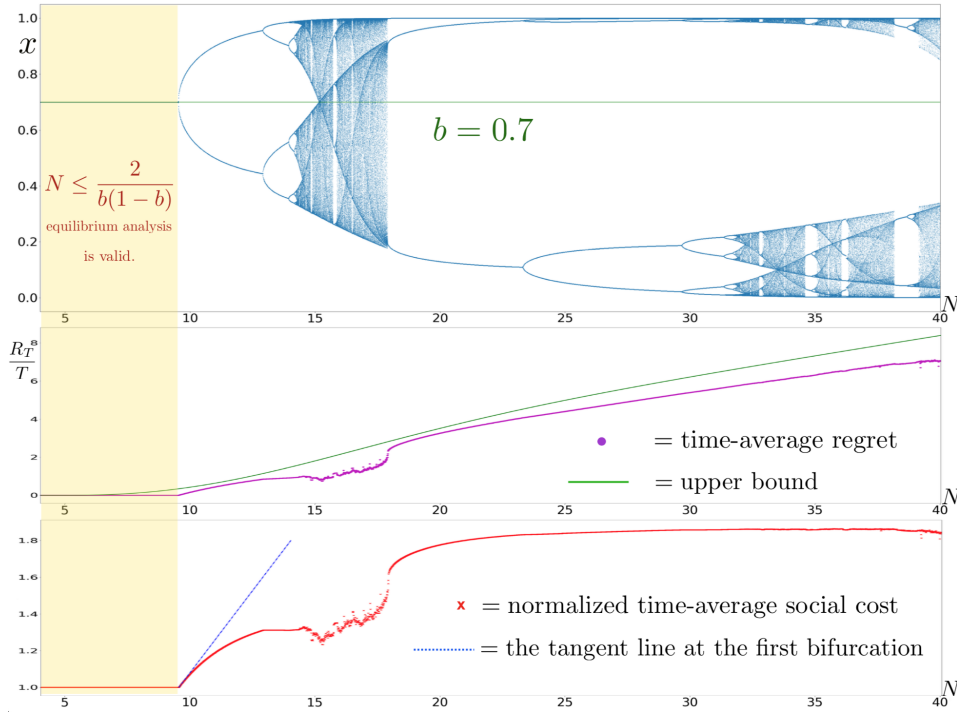 1.0
x
0.8
0.6
0.4
0.2
0.0
b = 0.7
N ≤ 2/(b(1 − b))
equilibrium analysis
is valid.
5 10 15 20 25 30 35 40 N
R_T/T
8
6
4
2
0
= time-average regret
= upper bound
5 10 15 20 25 30 35 40 N
1.8
1.6
1.4
1.2
1.0
x = normalized time-average social cost
= the tangent line at the first bifurcation
5 10 15 20 25 30 35 40 N